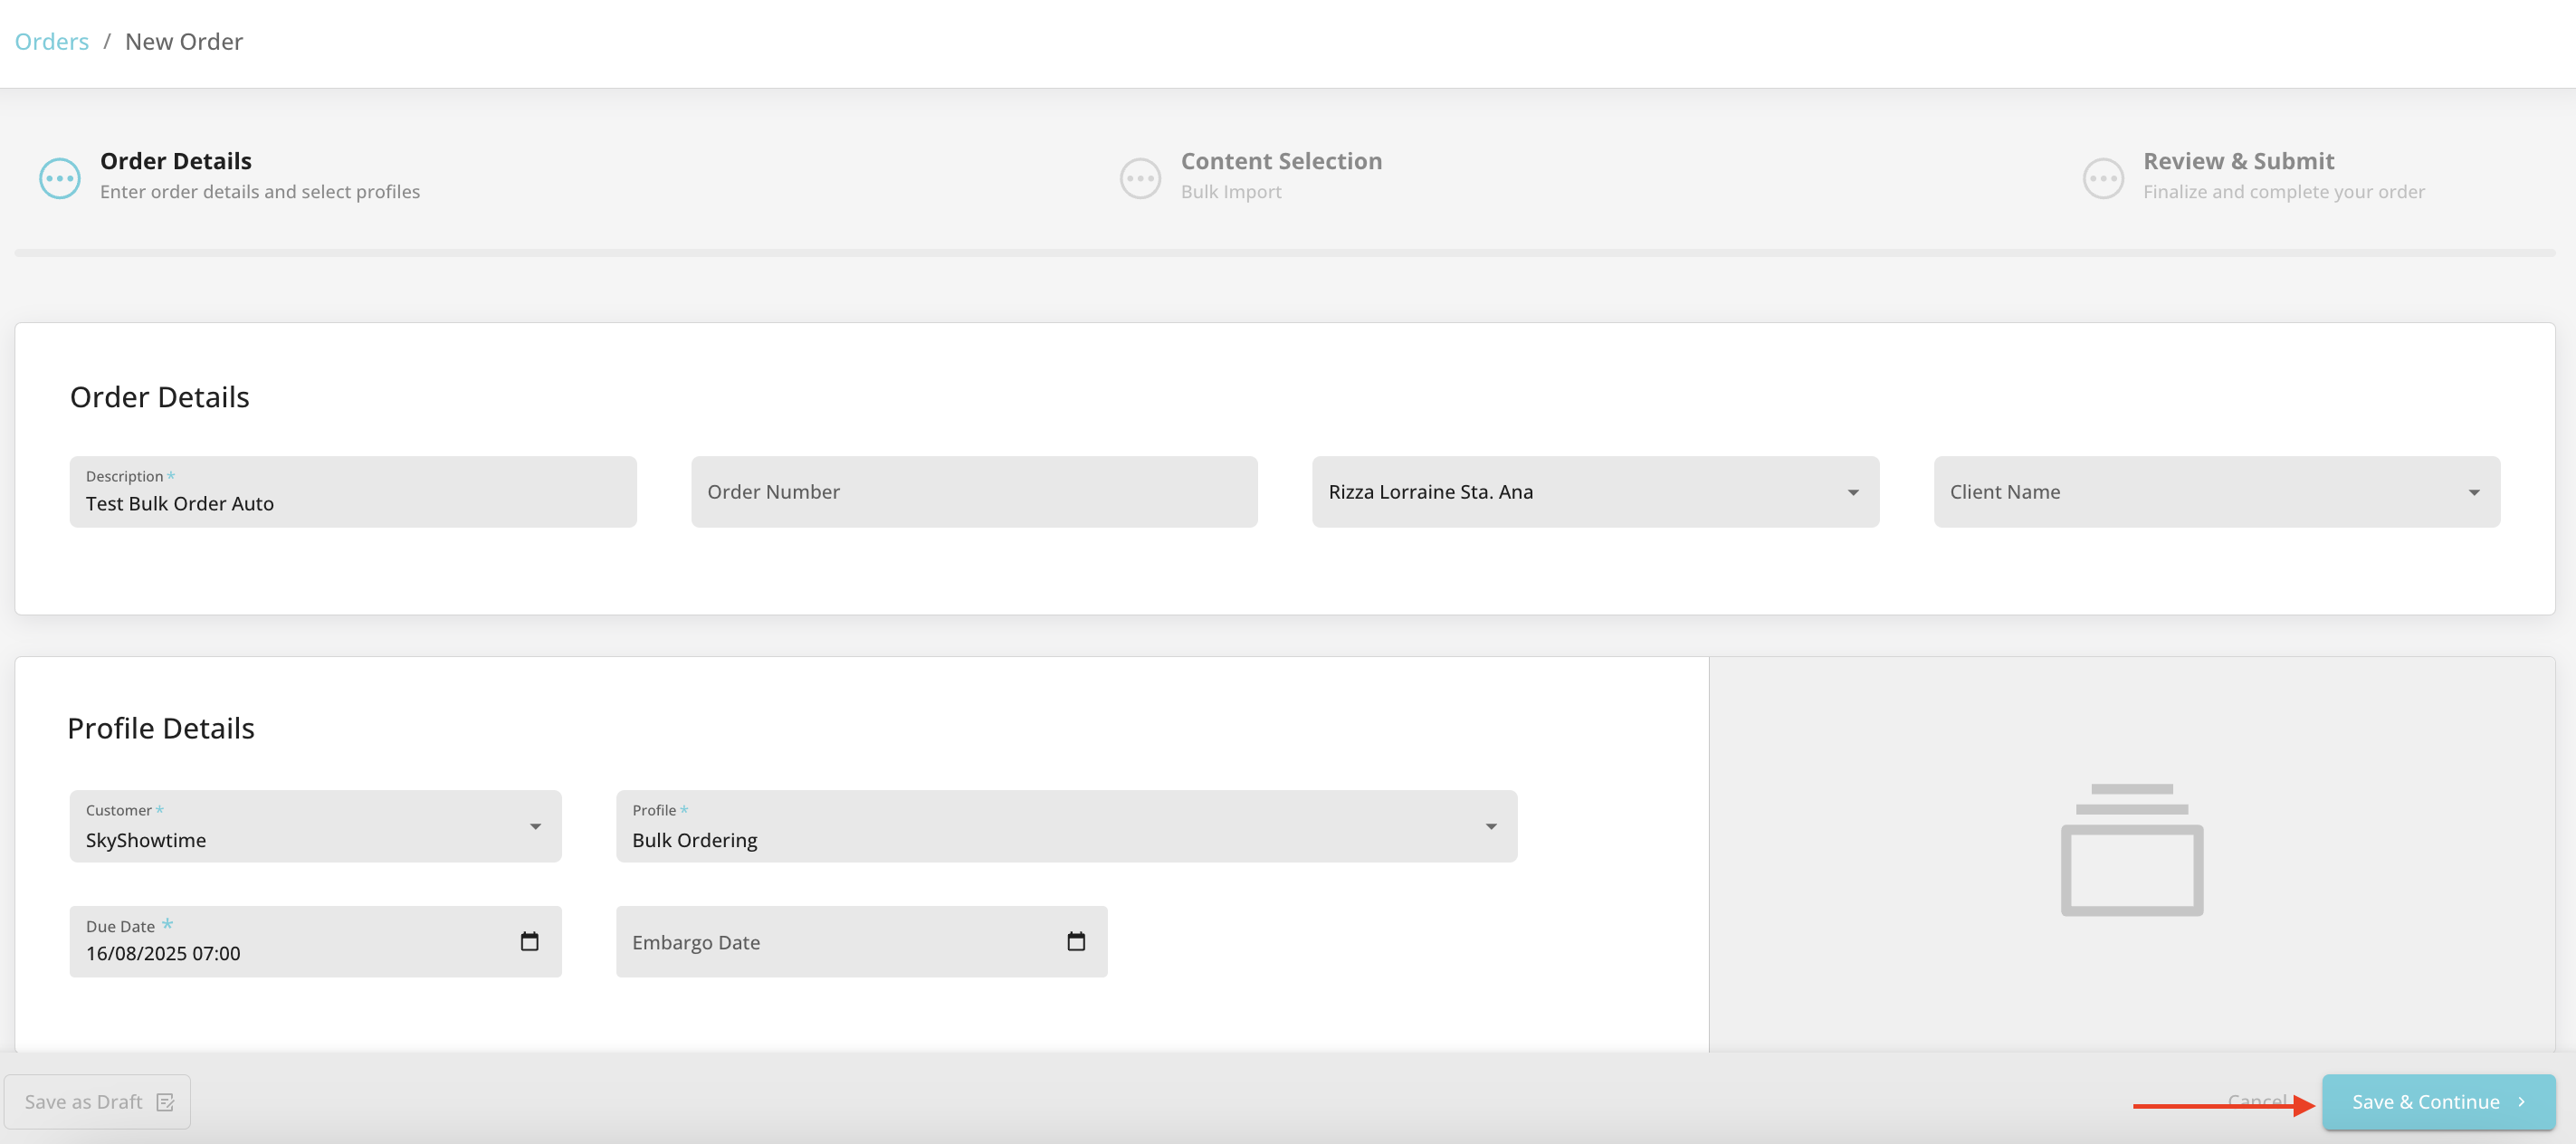 Orders / New Order
Order Details
Enter order details and select profiles
Content Selection
Bulk Import
Review & Submit
Finalize and complete your order
Order Details
Description *
Test Bulk Order Auto
Order Number
Rizza Lorraine Sta. Ana
Client Name
Profile Details
Customer *
SkyShowtime
Profile *
Bulk Ordering
Due Date *
16/08/2025 07:00
Embargo Date
Save as Draft
Cancel
Save & Continue